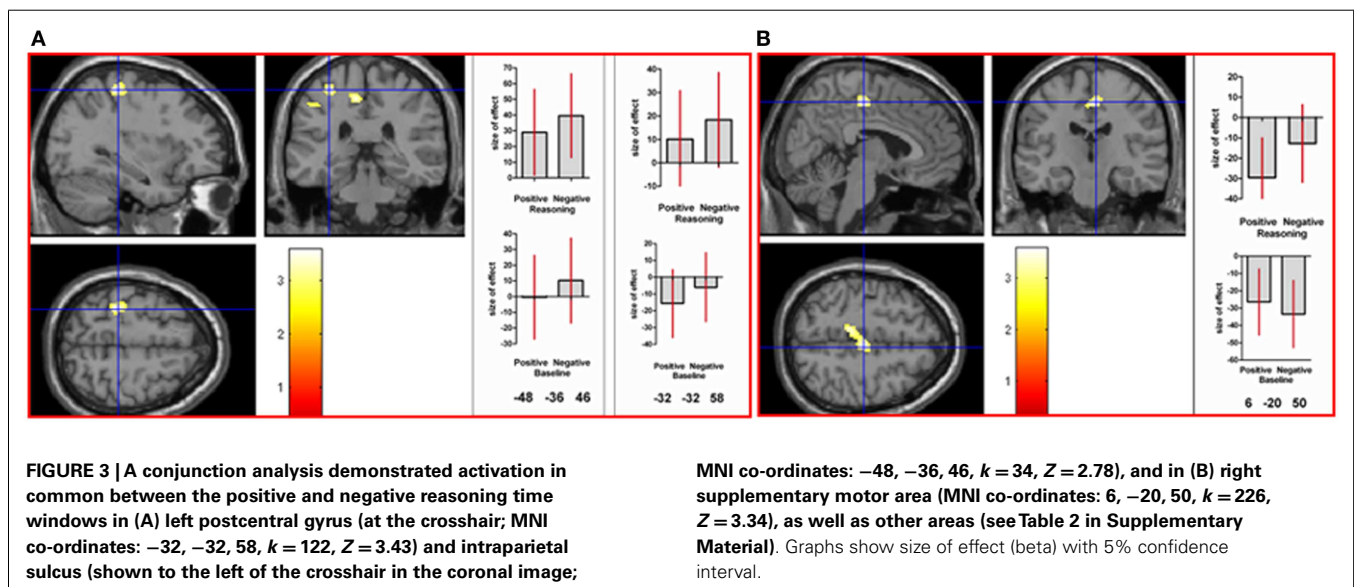 A
B
70
60
50
40
30
20
10
0
size of effect
Positive Negative
Reasoning
40
30
20
10
0
-10
size of effect
Positive Negative
Reasoning
40
30
20
10
0
-10
-20
-30
size of effect
Positive Negative
Baseline
-48 -36 46
20
10
0
-10
-20
-30
-40
size of effect
Positive Negative
Baseline
-32 -32 58
3
2
1
20
10
0
-10
-20
-30
-40
size of effect
Positive Negative
Reasoning
0
-10
-20
-30
-40
-50
-60
size of effect
Positive Negative
Baseline
6 -20 50
3
2
1
FIGURE 3 | A conjunction analysis demonstrated activation in
common between the positive and negative reasoning time
windows in (A) left postcentral gyrus (at the crosshair; MNI
co-ordinates: −32, −32, 58, k = 122, Z = 3.43) and intraparietal
sulcus (shown to the left of the crosshair in the coronal image;
MNI co-ordinates: −48, −36, 46, k = 34, Z = 2.78), and in (B) right
supplementary motor area (MNI co-ordinates: 6, −20, 50, k = 226,
Z = 3.34), as well as other areas (see Table 2 in Supplementary
Material). Graphs show size of effect (beta) with 5% confidence
interval.